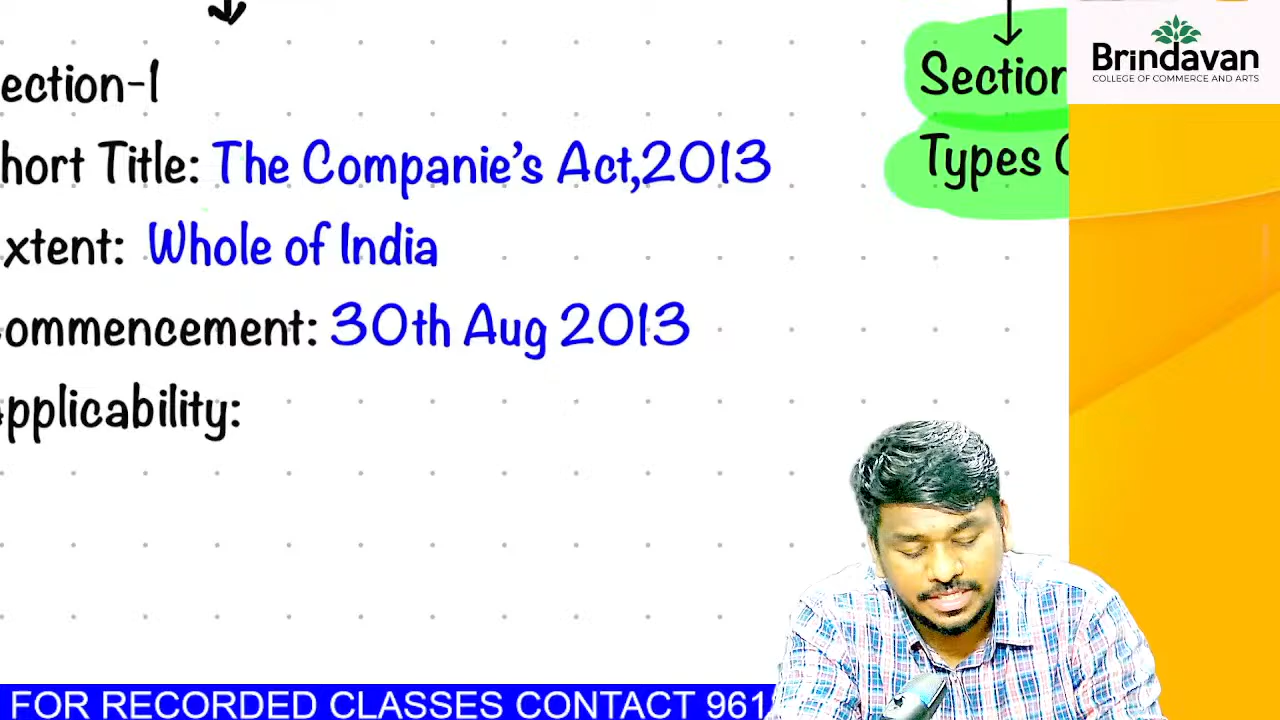 ection-1
hort Title: The Companie's Act,2013
xtent: Whole of India
ommencement: 30th Aug 2013
pplicability:
Section
Types
Brindavan
COLLEGE OF COMMERCE AND ARTS
FOR RECORDED CLASSES CONTACT 961